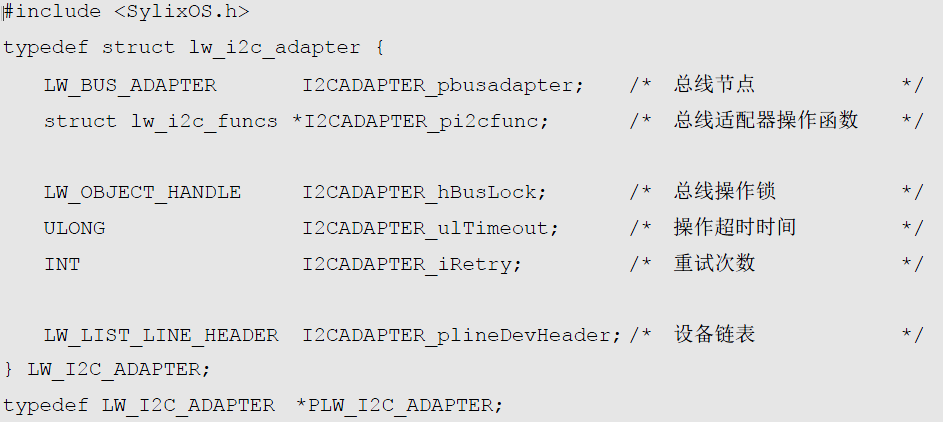 #include <SylixOS.h>
typedef struct lw_i2c_adapter {
LW_BUS_ADAPTER I2CADAPTER_pbusadapter; /* 总线节点 */
struct lw_i2c_funcs *I2CADAPTER_pi2cfunc; /* 总线适配器操作函数 */
LW_OBJECT_HANDLE I2CADAPTER_hBusLock; /* 总线操作锁 */
ULONG I2CADAPTER_ulTimeout; /* 操作超时时间 */
INT I2CADAPTER_iRetry; /* 重试次数 */
LW_LIST_LINE_HEADER I2CADAPTER_plineDevHeader; /* 设备链表 */
} LW_I2C_ADAPTER;
typedef LW_I2C_ADAPTER *PLW_I2C_ADAPTER;